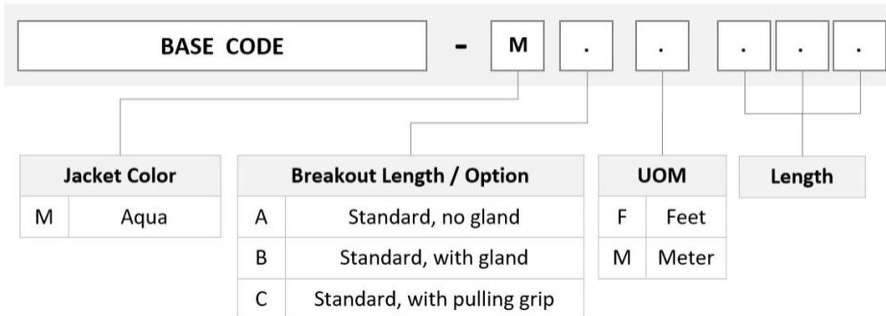 BASE CODE - M . . . . .
Jacket Color
M Aqua
Breakout Length / Option
A Standard, no gland
B Standard, with gland
C Standard, with pulling grip
UOM
F Feet
M Meter
Length